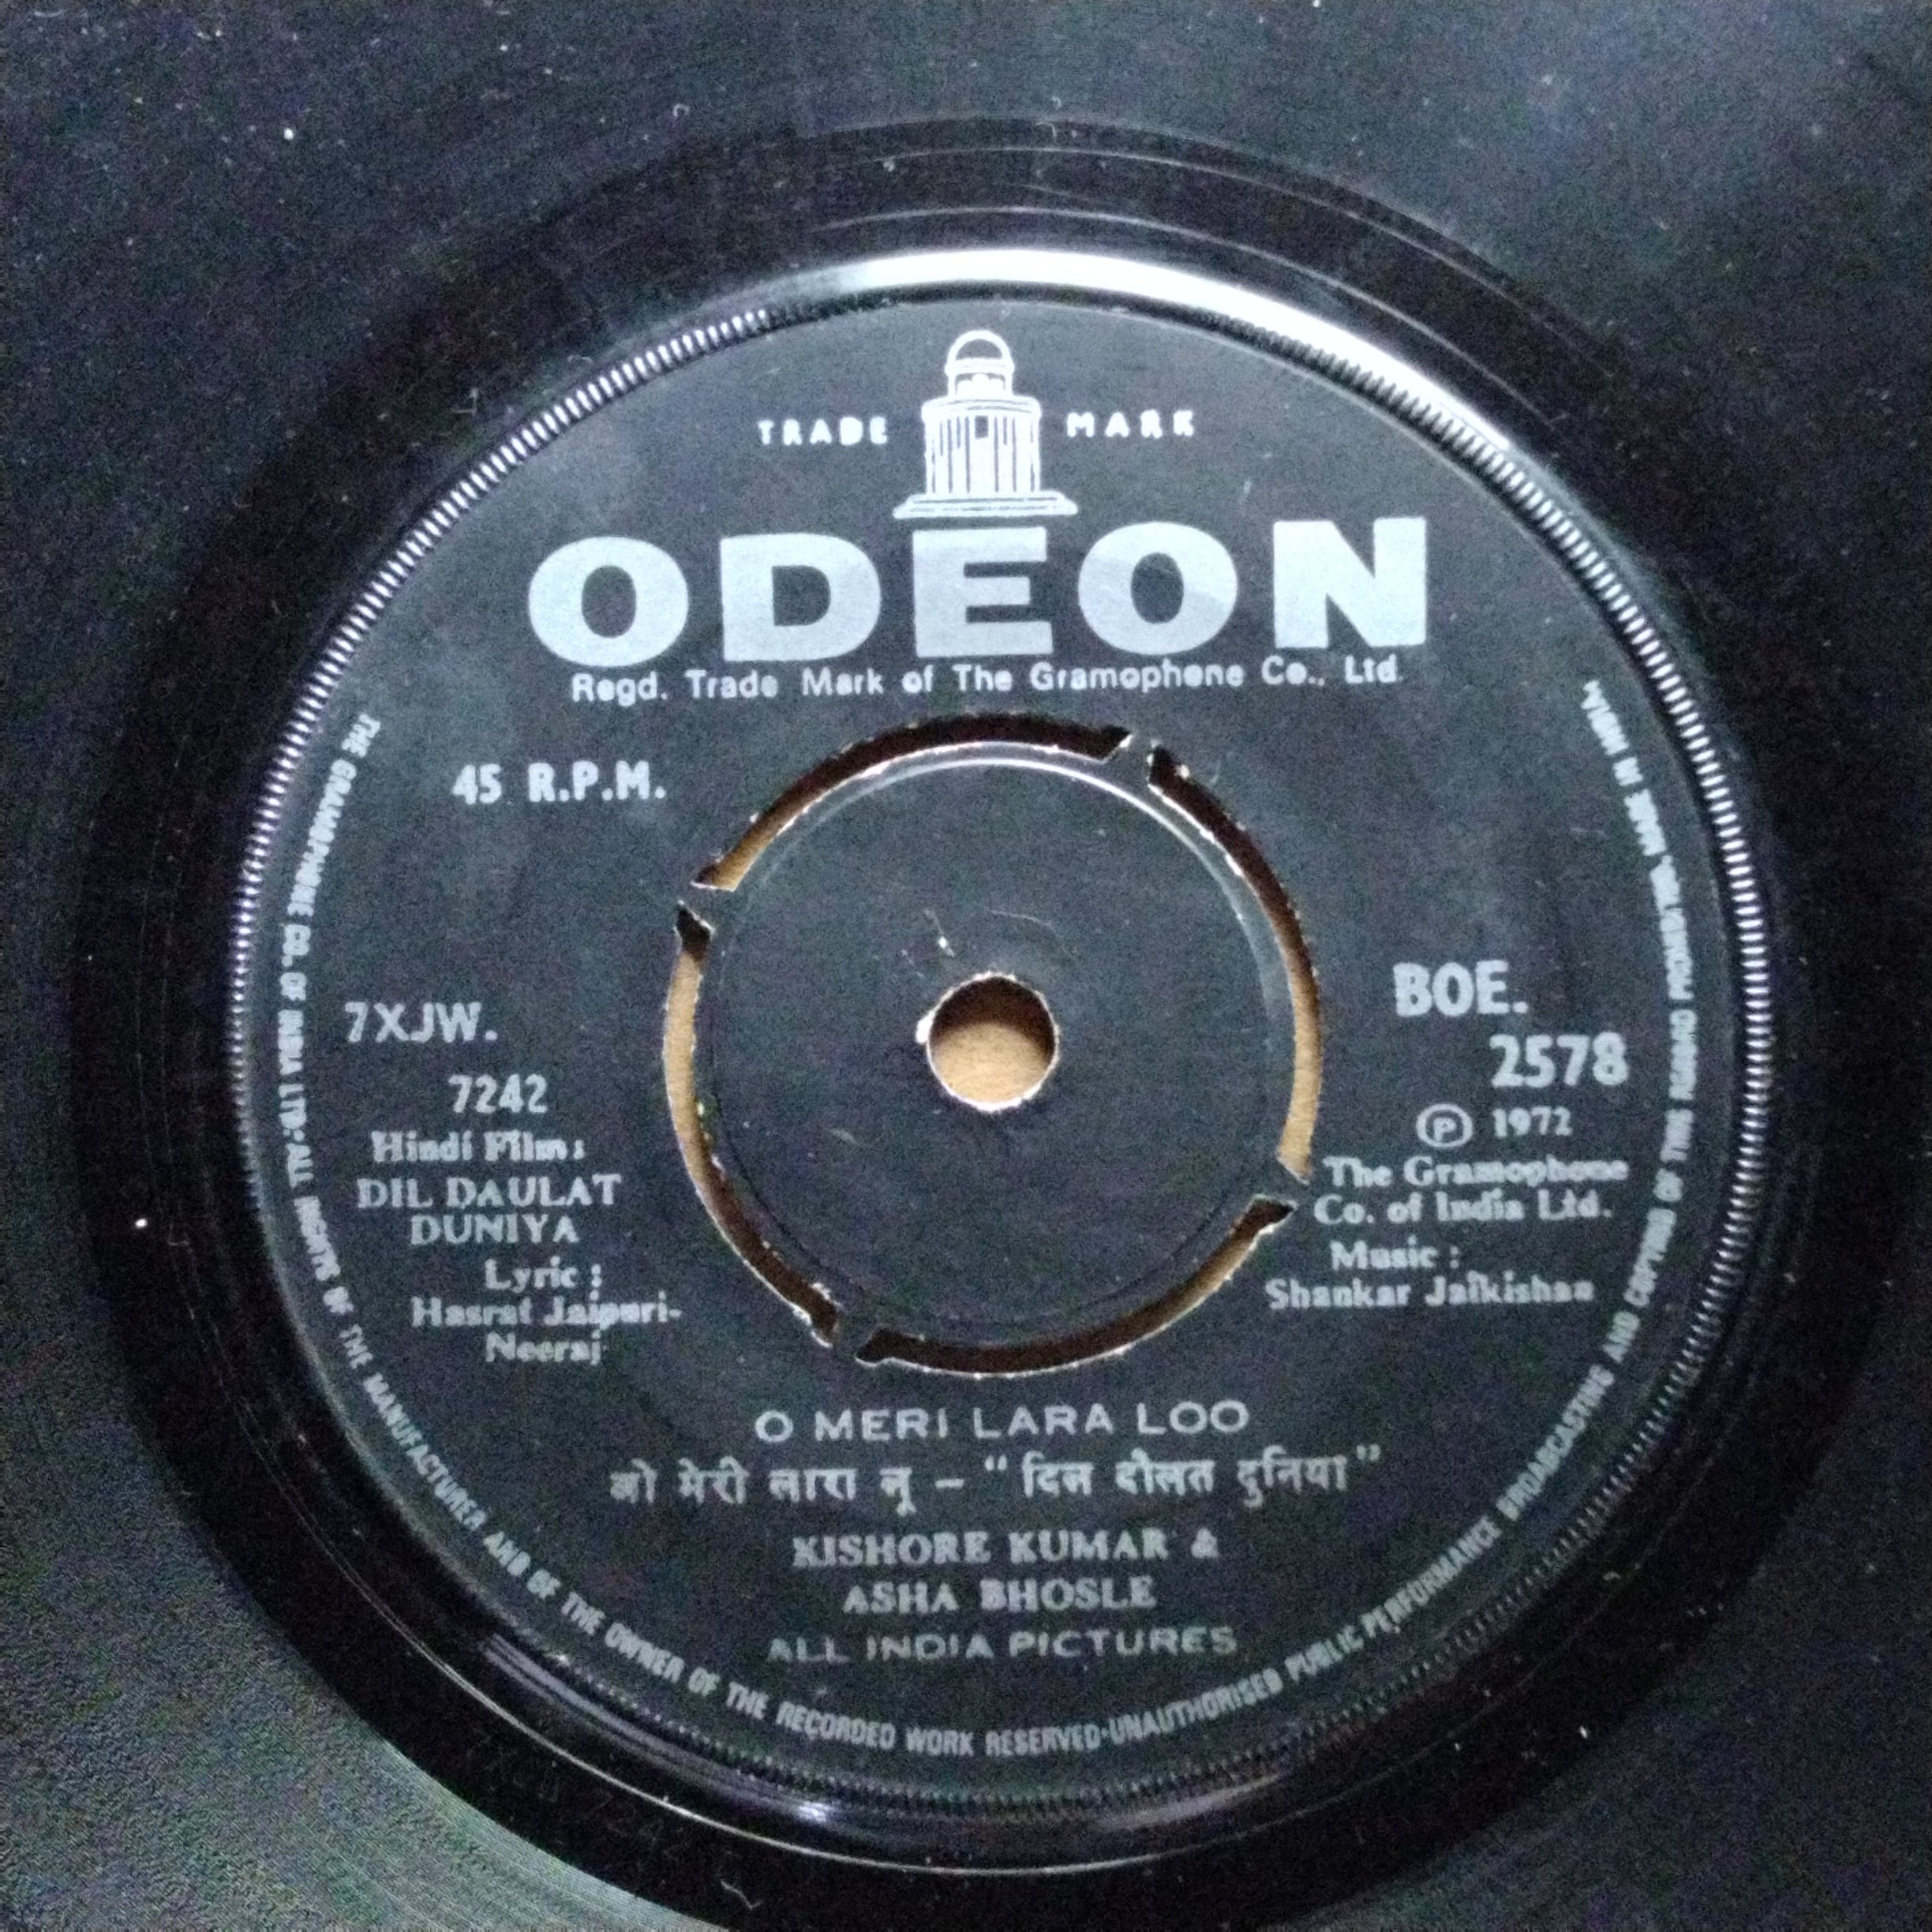 TRADE MARK
ODEON
Regd. Trade Mark of The Gramophone Co., Ltd.
45 R.P.M.
7XJW.
7242
Hindi Film :
DIL DAULAT
DUNIYA
Lyric :
Hasrat Jaipuri-
Neeraj
BOE.
2578
℗ 1972
The Gramophone
Co. of India Ltd.
Music :
Shankar Jaikishan
O MERI LARA LOO
ओ मेरी लारा लू - “दिल दौलत दुनिया”
KISHORE KUMAR &
ASHA BHOSLE
ALL INDIA PICTURES
THE GRAMOPHONE CO. OF INDIA LTD.·ALL RIGHTS OF THE MANUFACTURER AND OF THE OWNER OF THE RECORDED WORK RESERVED·UNAUTHORISED PUBLIC PERFORMANCE BROADCASTING AND COPYING OF THIS RECORD PROHIBITED. MADE IN INDIA